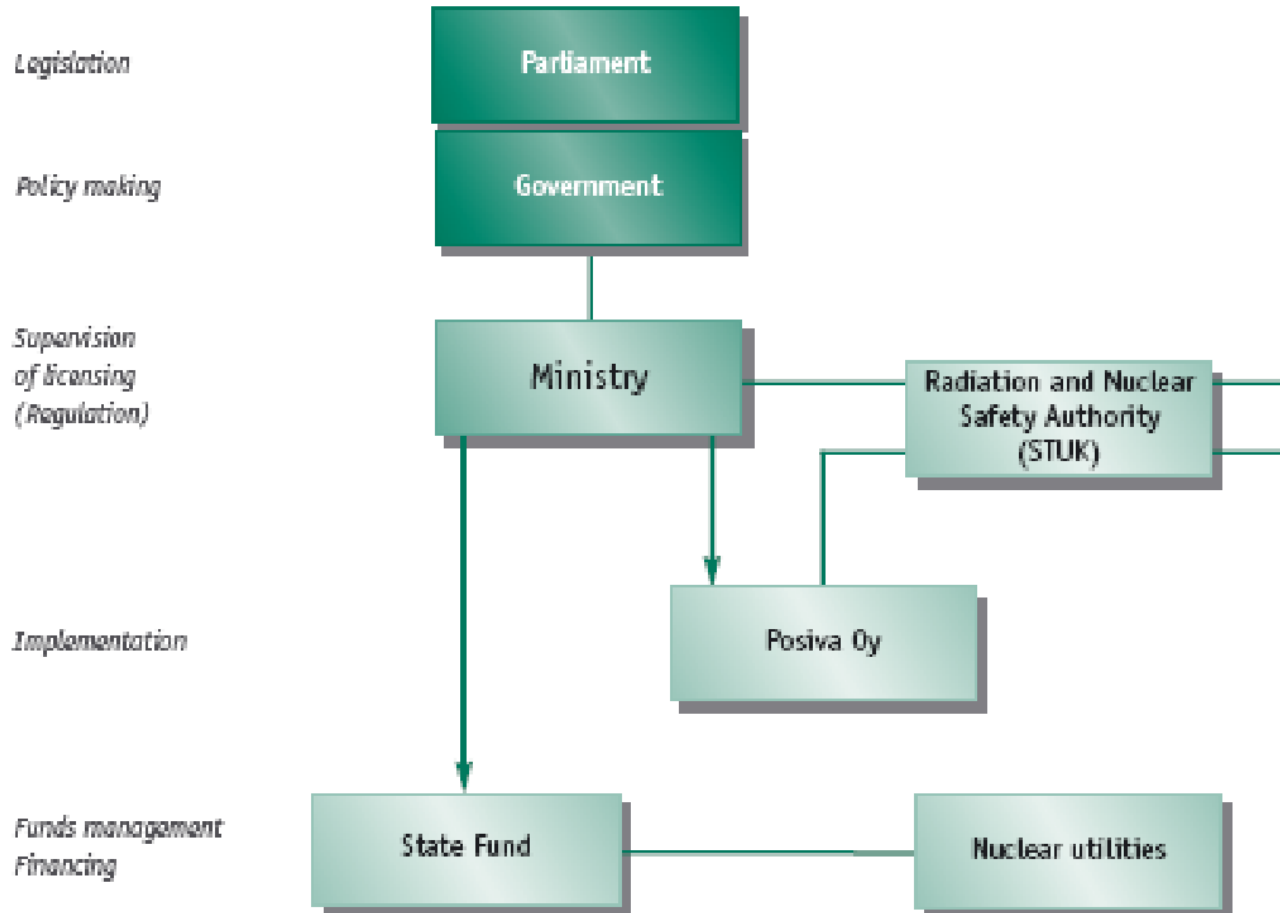 Legislation
Parliament
Policy making
Government
Supervision
of licensing
(Regulation)
Ministry
Radiation and Nuclear
Safety Authority
(STUK)
Implementation
Posiva Oy
Funds management
Financing
State Fund
Nuclear utilities